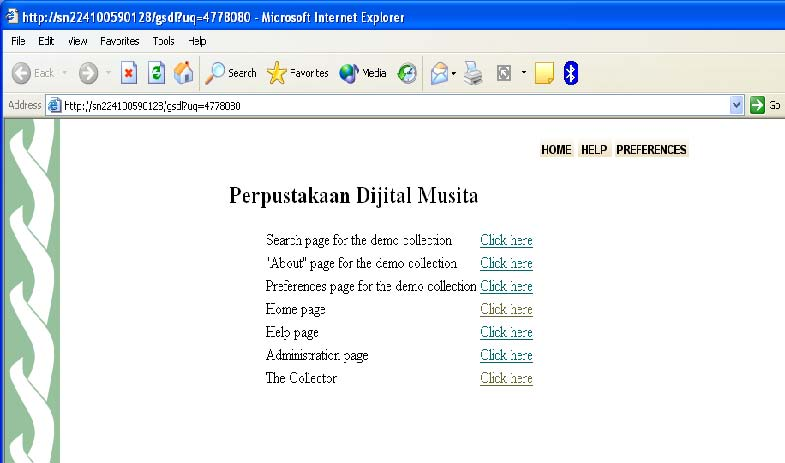 http://sn224100590128/gsdl?uq=4778080 - Microsoft Internet Explorer
File Edit View Favorites Tools Help
Back Search Favorites Media
Address http://sn224100590128/gsdl?uq=4778080 Go
HOME HELP PREFERENCES
Perpustakaan Dijital Musita
Search page for the demo collection Click here
"About" page for the demo collection Click here
Preferences page for the demo collection Click here
Home page Click here
Help page Click here
Administration page Click here
The Collector Click here